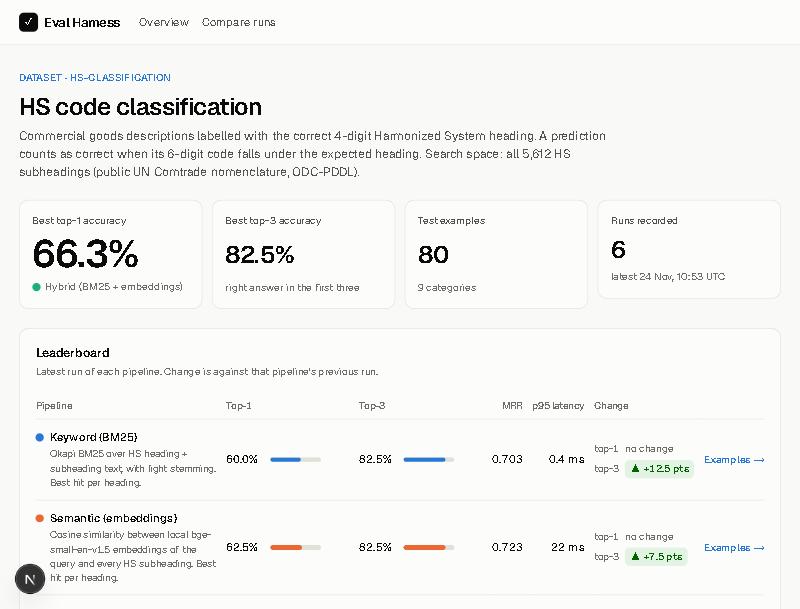 ✓ Eval Harness Overview Compare runs
DATASET · HS-CLASSIFICATION
HS code classification
Commercial goods descriptions labelled with the correct 4-digit Harmonized System heading. A prediction
counts as correct when its 6-digit code falls under the expected heading. Search space: all 5,612 HS
subheadings (public UN Comtrade nomenclature, ODC-PDDL).
Best top-1 accuracy
66.3%
Hybrid (BM25 + embeddings)
Best top-3 accuracy
82.5%
right answer in the first three
Test examples
80
9 categories
Runs recorded
6
latest 24 Nov, 10:53 UTC
Leaderboard
Latest run of each pipeline. Change is against that pipeline's previous run.
Pipeline Top-1 Top-3 MRR p95 latency Change
Keyword (BM25)
Okapi BM25 over HS heading +
subheading text, with light stemming.
Best hit per heading.
60.0% 82.5% 0.703 0.4 ms
top-1 no change
top-3 ▲ +12.5 pts
Examples →
Semantic (embeddings)
Cosine similarity between local bge-
small-en-v1.5 embeddings of the
query and every HS subheading. Best
hit per heading.
62.5% 82.5% 0.723 22 ms
top-1 no change
top-3 ▲ +7.5 pts
Examples →
N